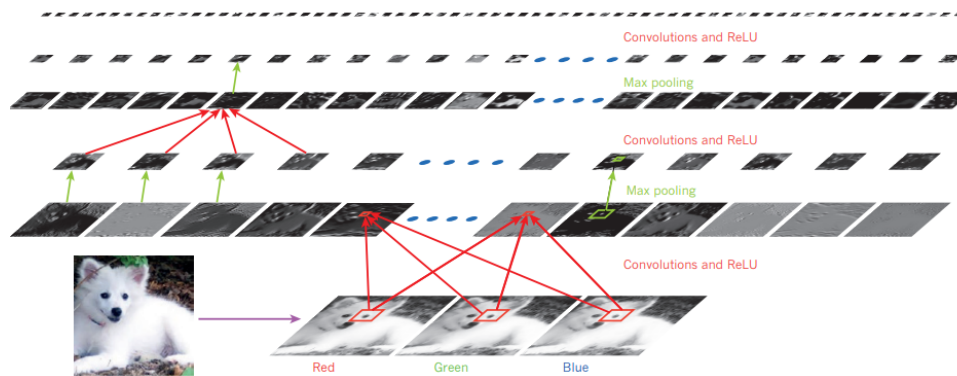 Convolutions and ReLU
Max pooling
Convolutions and ReLU
Max pooling
Convolutions and ReLU
Red
Green
Blue